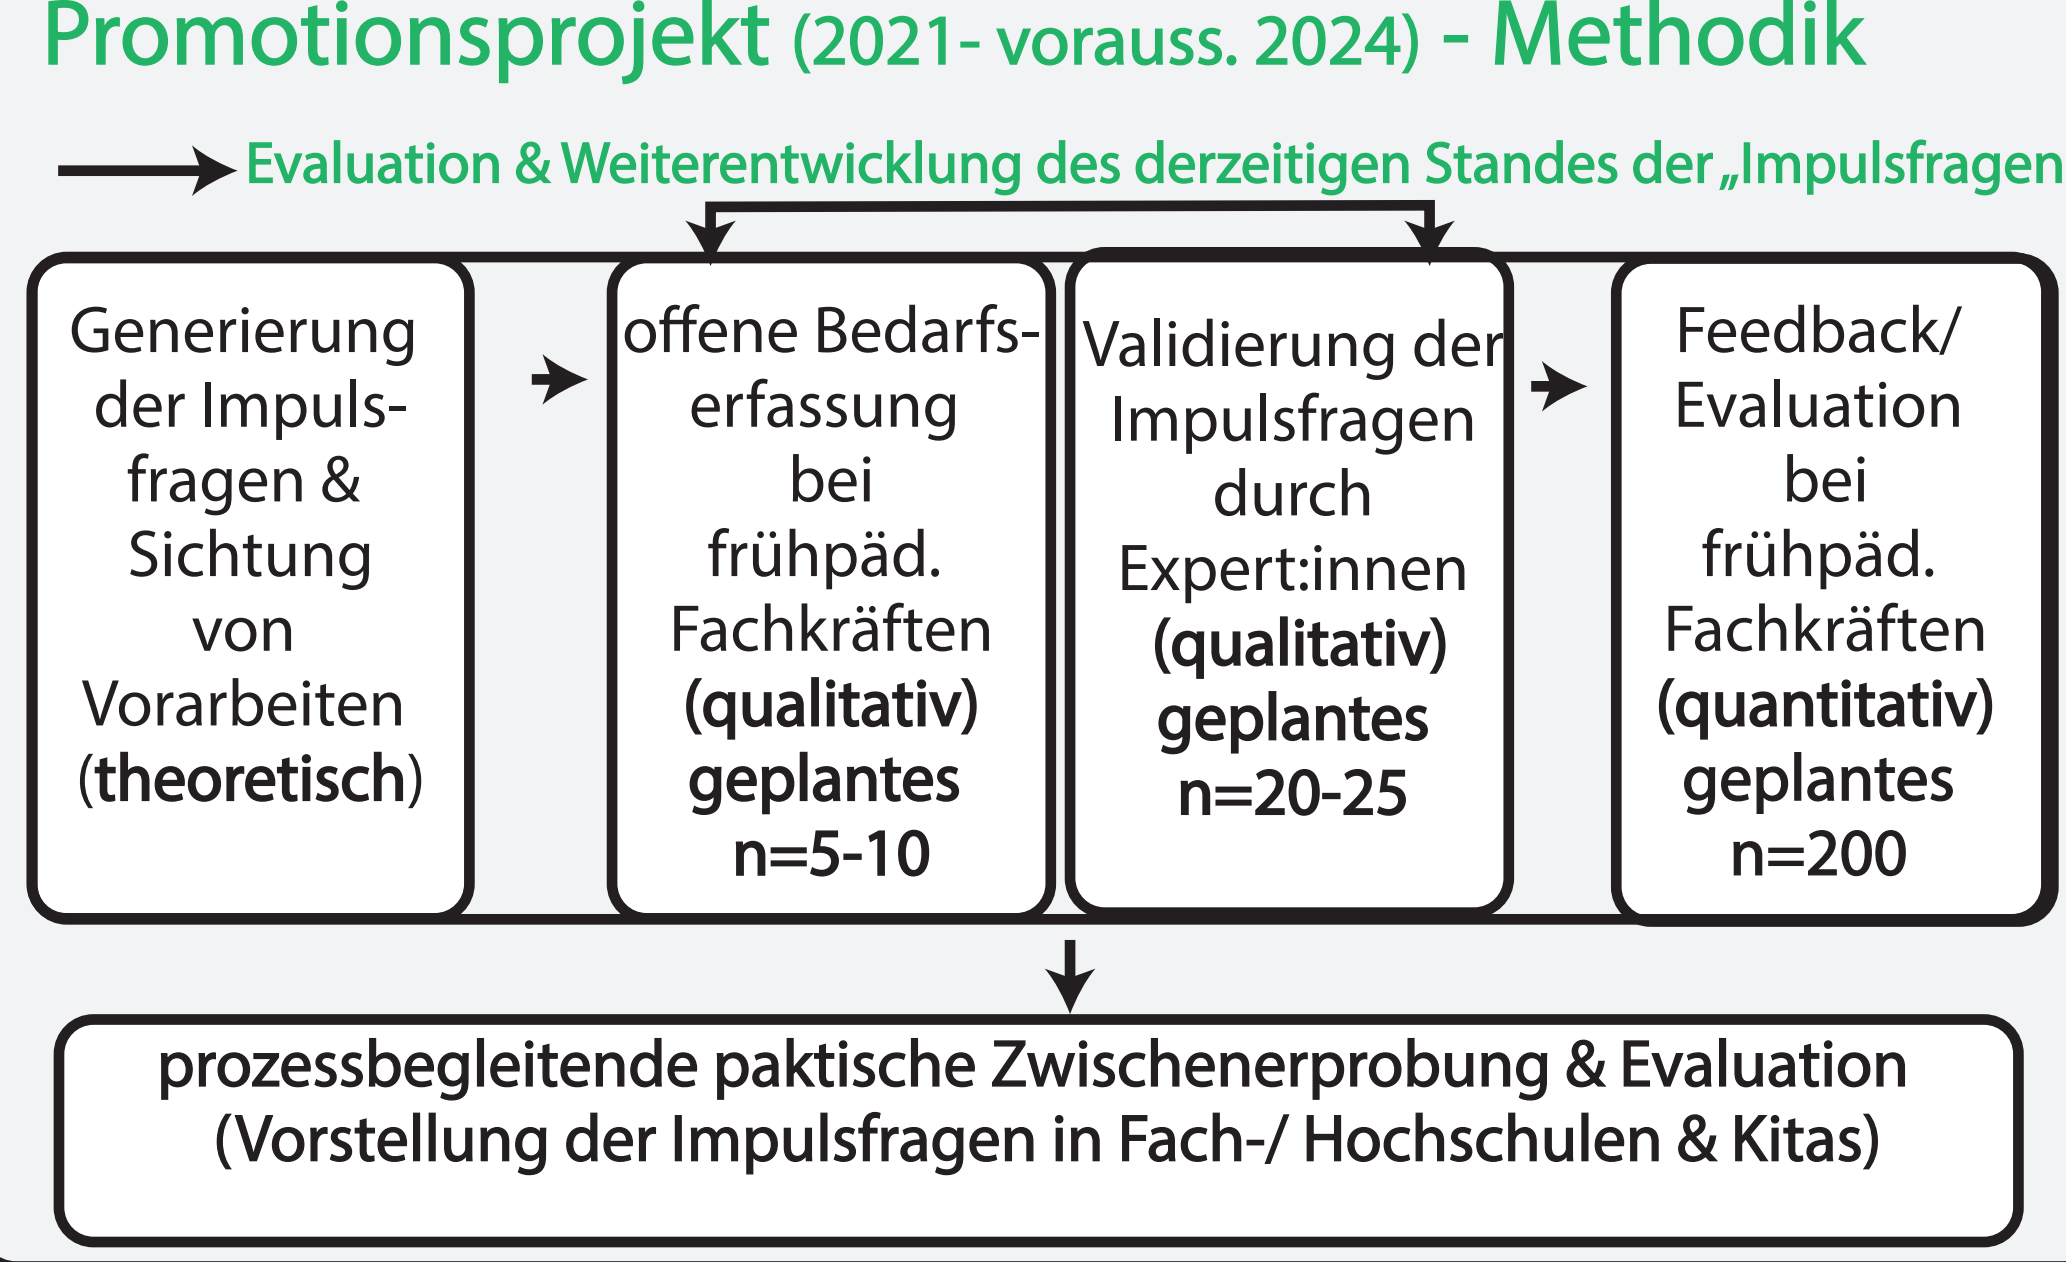 Promotionsprojekt (2021- vorauss. 2024) - Methodik
Evaluation & Weiterentwicklung des derzeitigen Standes der „Impulsfragen
Generierung
der Impuls-
fragen &
Sichtung
von
Vorarbeiten
(theoretisch)
offene Bedarfs-
erfassung
bei
frühpäd.
Fachkräften
(qualitativ)
geplantes
n=5-10
Validierung der
Impulsfragen
durch
Expert:innen
(qualitativ)
geplantes
n=20-25
Feedback/
Evaluation
bei
frühpäd.
Fachkräften
(quantitativ)
geplantes
n=200
prozessbegleitende paktische Zwischenerprobung & Evaluation
(Vorstellung der Impulsfragen in Fach-/ Hochschulen & Kitas)